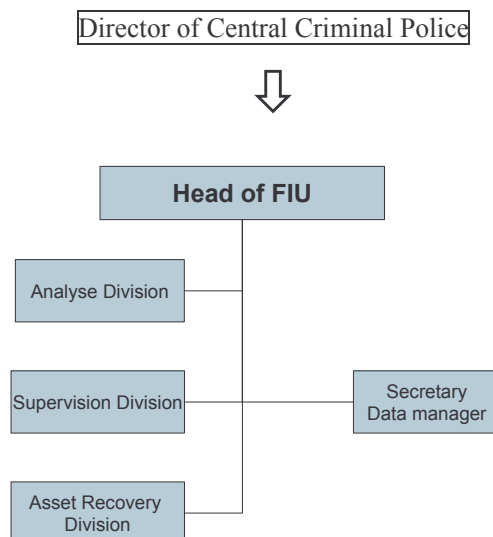 Director of Central Criminal Police
Head of FIU
Analyse Division
Supervision Division
Secretary
Data manager
Asset Recovery
Division